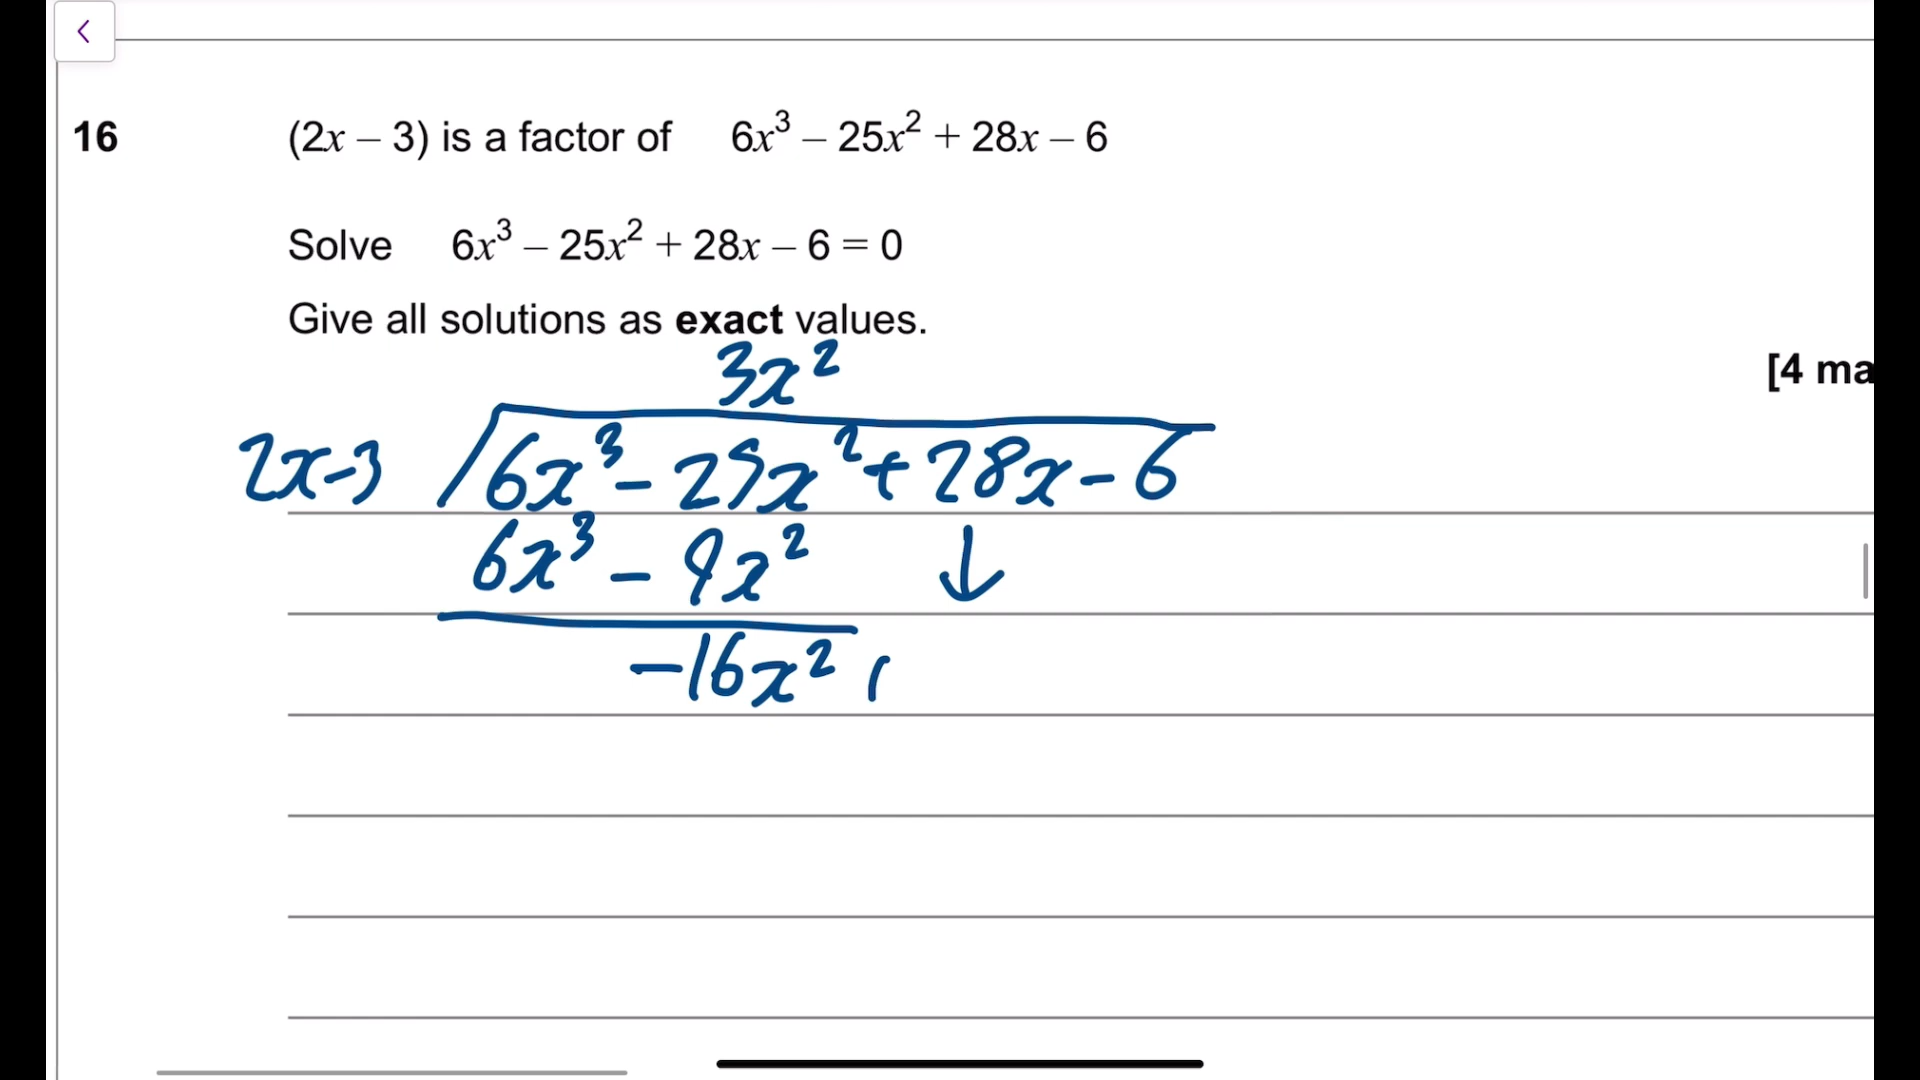 16 (2x – 3) is a factor of 6x³ – 25x² + 28x – 6
Solve 6x³ – 25x² + 28x – 6 = 0
Give all solutions as exact values.
[4 ma
3x²
2x-3 6x³ - 25x² + 28x - 6
6x³ - 9x² ↓
-16x² (